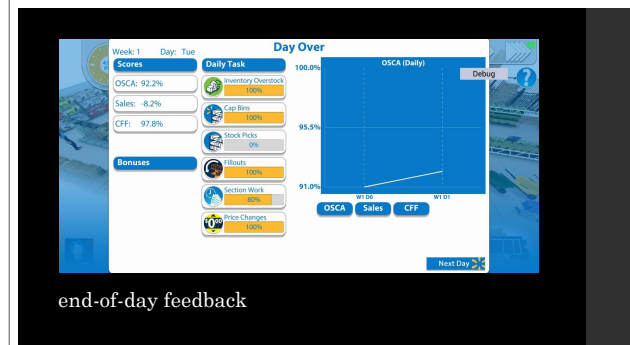 Day Over
Week: 1 Day: Tue
Scores
OSCA: 92.2%
Sales: -8.2%
CFF: 97.8%
Bonuses
Daily Task
Inventory Overstock
100%
Cap Bins
100%
Stock Picks
0%
Fillouts
100%
Section Work
80%
Price Changes
100%
OSCA (Daily)
100.0%
95.5%
91.0%
W1 D0
W1 D1
OSCA
Sales
CFF
Debug
?
Next Day
end-of-day feedback